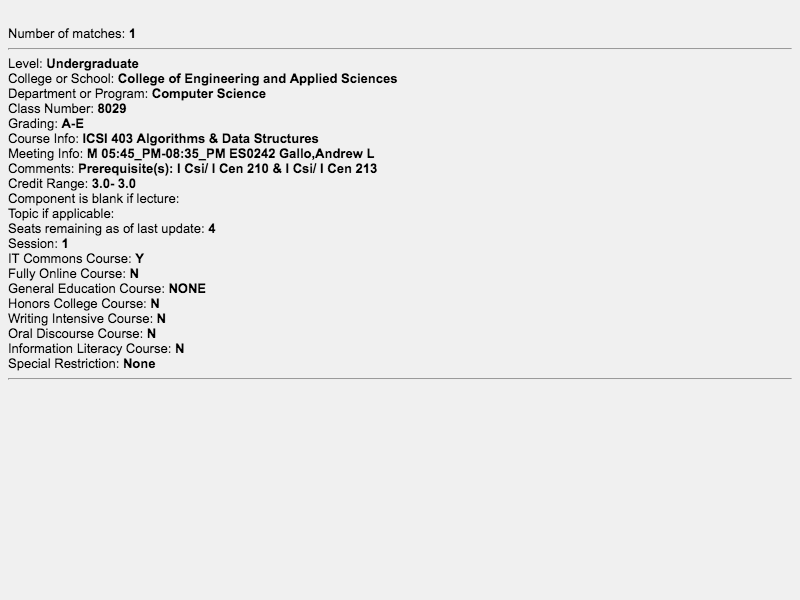 Number of matches: 1
Level: Undergraduate
College or School: College of Engineering and Applied Sciences
Department or Program: Computer Science
Class Number: 8029
Grading: A-E
Course Info: ICSI 403 Algorithms & Data Structures
Meeting Info: M 05:45_PM-08:35_PM ES0242 Gallo,Andrew L
Comments: Prerequisite(s): I Csi/ I Cen 210 & I Csi/ I Cen 213
Credit Range: 3.0- 3.0
Component is blank if lecture:
Topic if applicable:
Seats remaining as of last update: 4
Session: 1
IT Commons Course: Y
Fully Online Course: N
General Education Course: NONE
Honors College Course: N
Writing Intensive Course: N
Oral Discourse Course: N
Information Literacy Course: N
Special Restriction: None